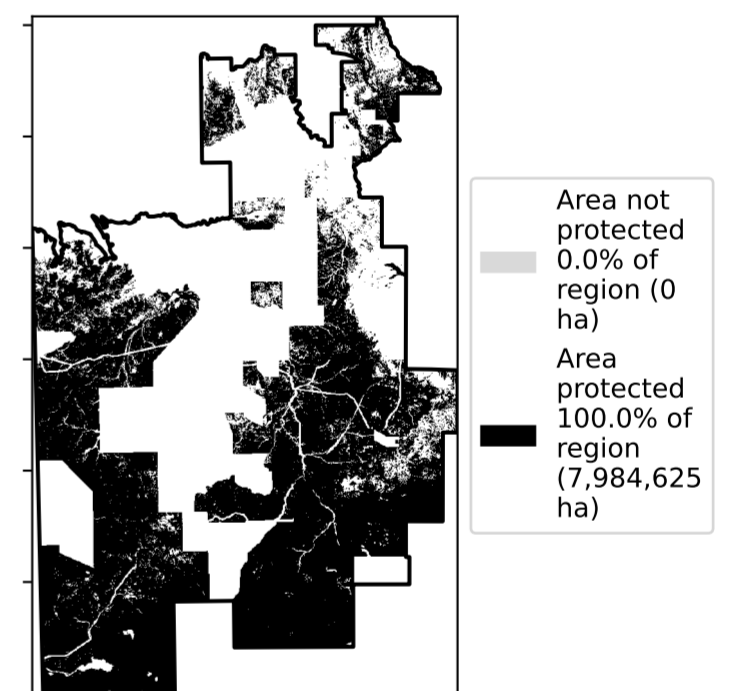 Area not
protected
0.0% of
region (0
ha)
Area
protected
100.0% of
region
(7,984,625
ha)